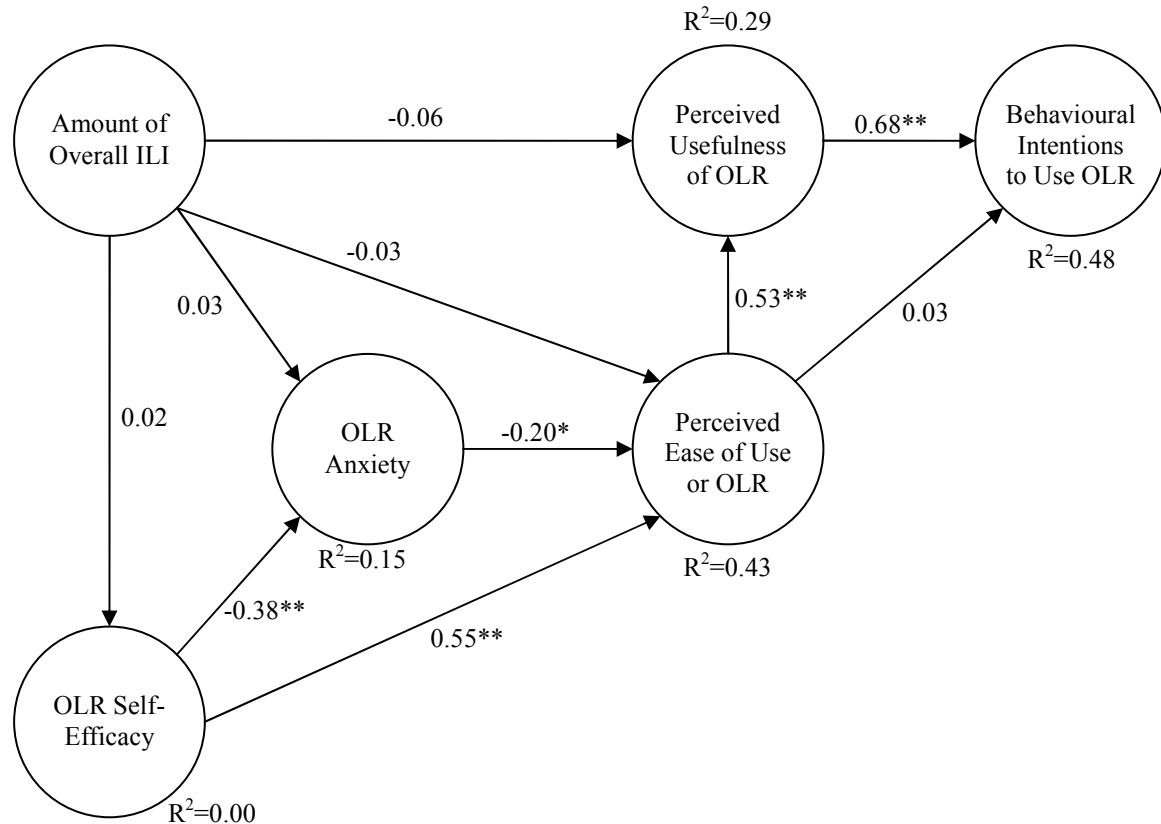 R²=0.29
Amount of
Overall ILI
-0.06
Perceived
Usefulness
of OLR
0.68**
Behavioural
Intentions
to Use OLR
R²=0.48
-0.03
0.03
0.53**
0.03
0.02
OLR
Anxiety
R²=0.15
-0.20*
Perceived
Ease of Use
or OLR
R²=0.43
-0.38**
0.55**
OLR Self-
Efficacy
R²=0.00